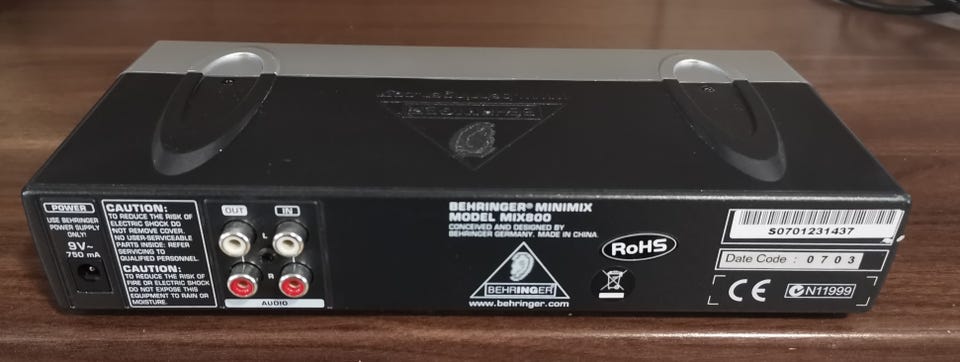 BEHRINGER
www.behringer.com
POWER
USE BEHRINGER
POWER SUPPLY
ONLY!
9V~
750 mA
CAUTION:
TO REDUCE THE RISK OF
ELECTRIC SHOCK DO
NOT REMOVE COVER.
NO USER-SERVICEABLE
PARTS INSIDE: REFER
SERVICING TO
QUALIFIED PERSONNEL.
CAUTION:
TO REDUCE THE RISK OF
FIRE OR ELECTRIC SHOCK
DO NOT EXPOSE THIS
EQUIPMENT TO RAIN OR
MOISTURE.
OUT
IN
L
R
AUDIO
BEHRINGER® MINIMIX
MODEL MIX800
CONCEIVED AND DESIGNED BY
BEHRINGER GERMANY. MADE IN CHINA.
BEHRINGER
www.behringer.com
RoHS
S0701231437
Date Code : 0703
CE
N11999